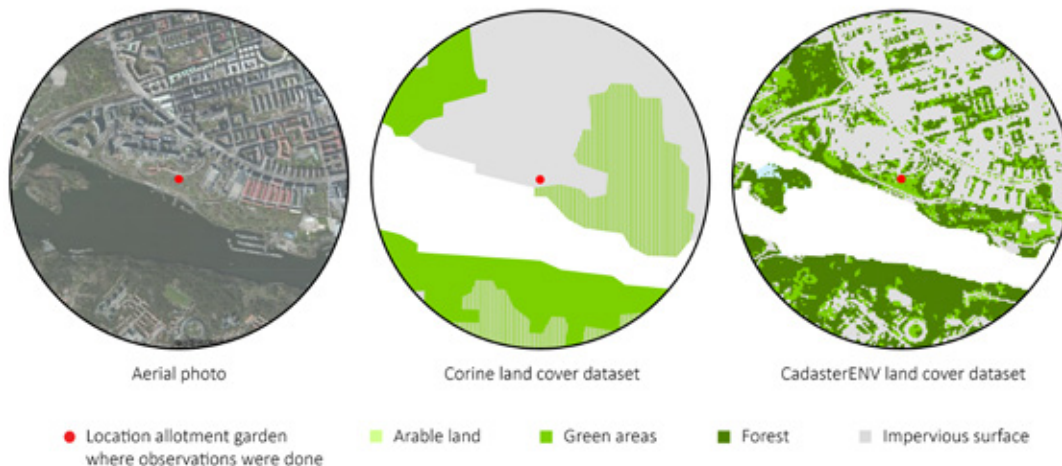 Aerial photo
Corine land cover dataset
CadasterENV land cover dataset
Location allotment garden
where observations were done
Arable land
Green areas
Forest
Impervious surface